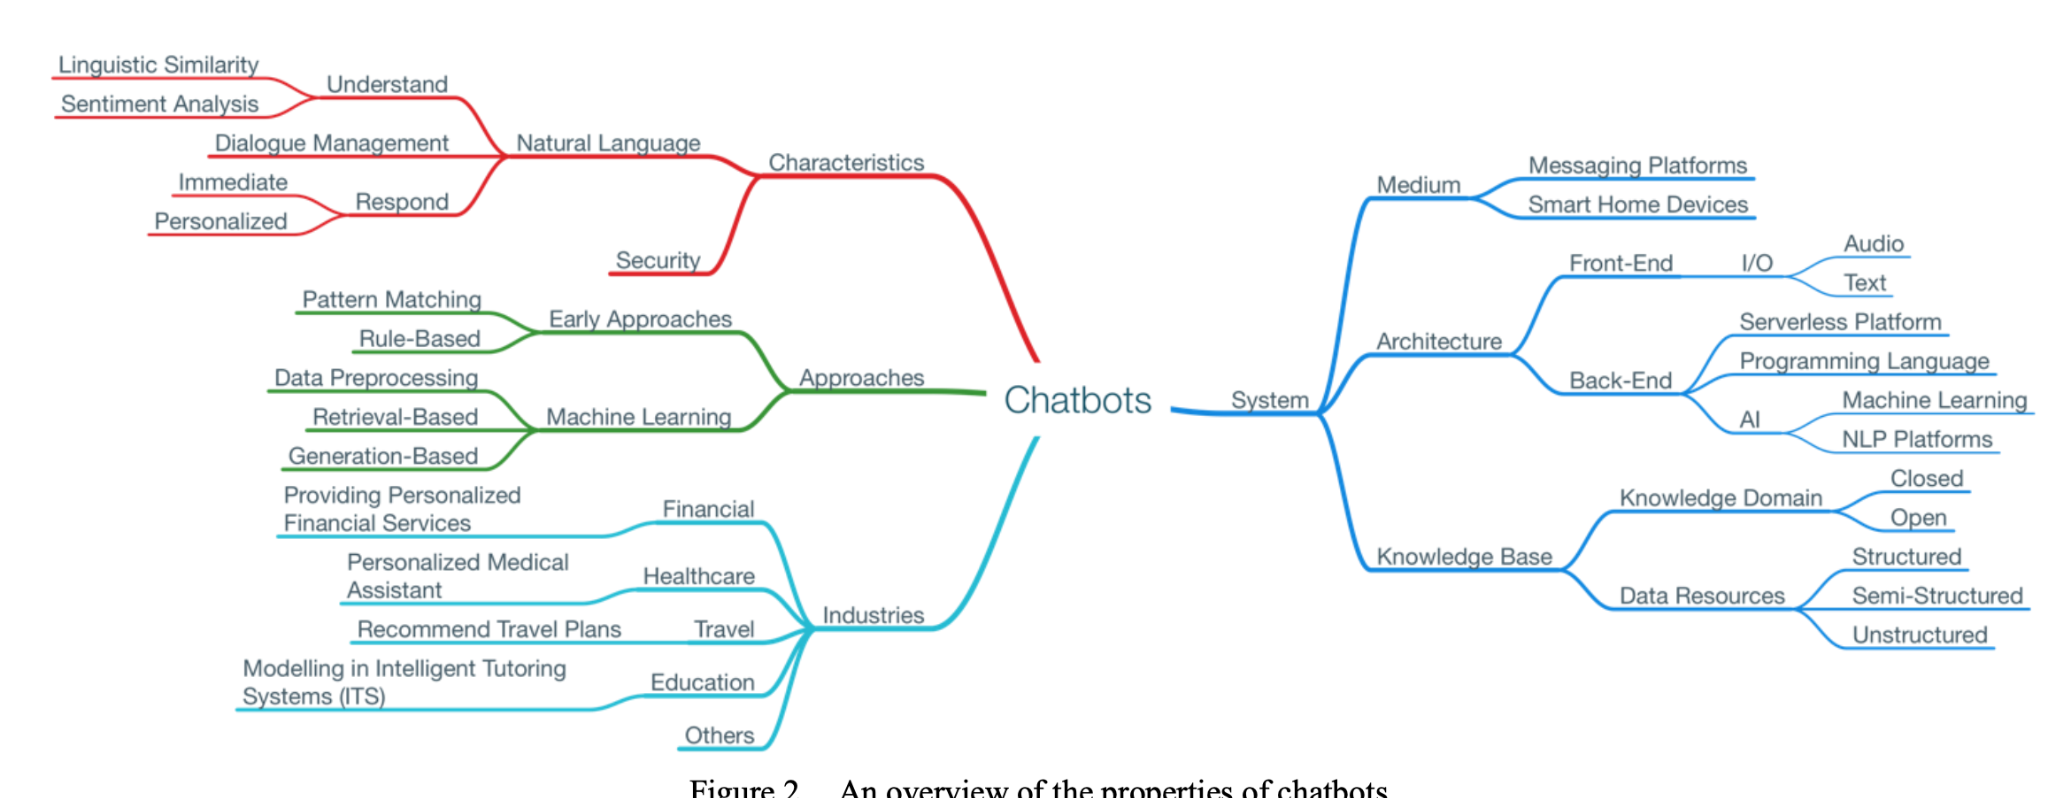 Linguistic Similarity
Sentiment Analysis
Understand
Dialogue Management
Immediate
Personalized
Respond
Natural Language
Security
Characteristics
Pattern Matching
Rule-Based
Early Approaches
Data Preprocessing
Retrieval-Based
Generation-Based
Machine Learning
Approaches
Providing Personalized
Financial Services
Financial
Personalized Medical
Assistant
Healthcare
Recommend Travel Plans
Travel
Modelling in Intelligent Tutoring
Systems (ITS)
Education
Others
Industries
Chatbots
System
Medium
Messaging Platforms
Smart Home Devices
Architecture
Front-End
I/O
Audio
Text
Back-End
Serverless Platform
Programming Language
AI
Machine Learning
NLP Platforms
Knowledge Base
Knowledge Domain
Closed
Open
Data Resources
Structured
Semi-Structured
Unstructured
Figure 2 An overview of the properties of chatbots